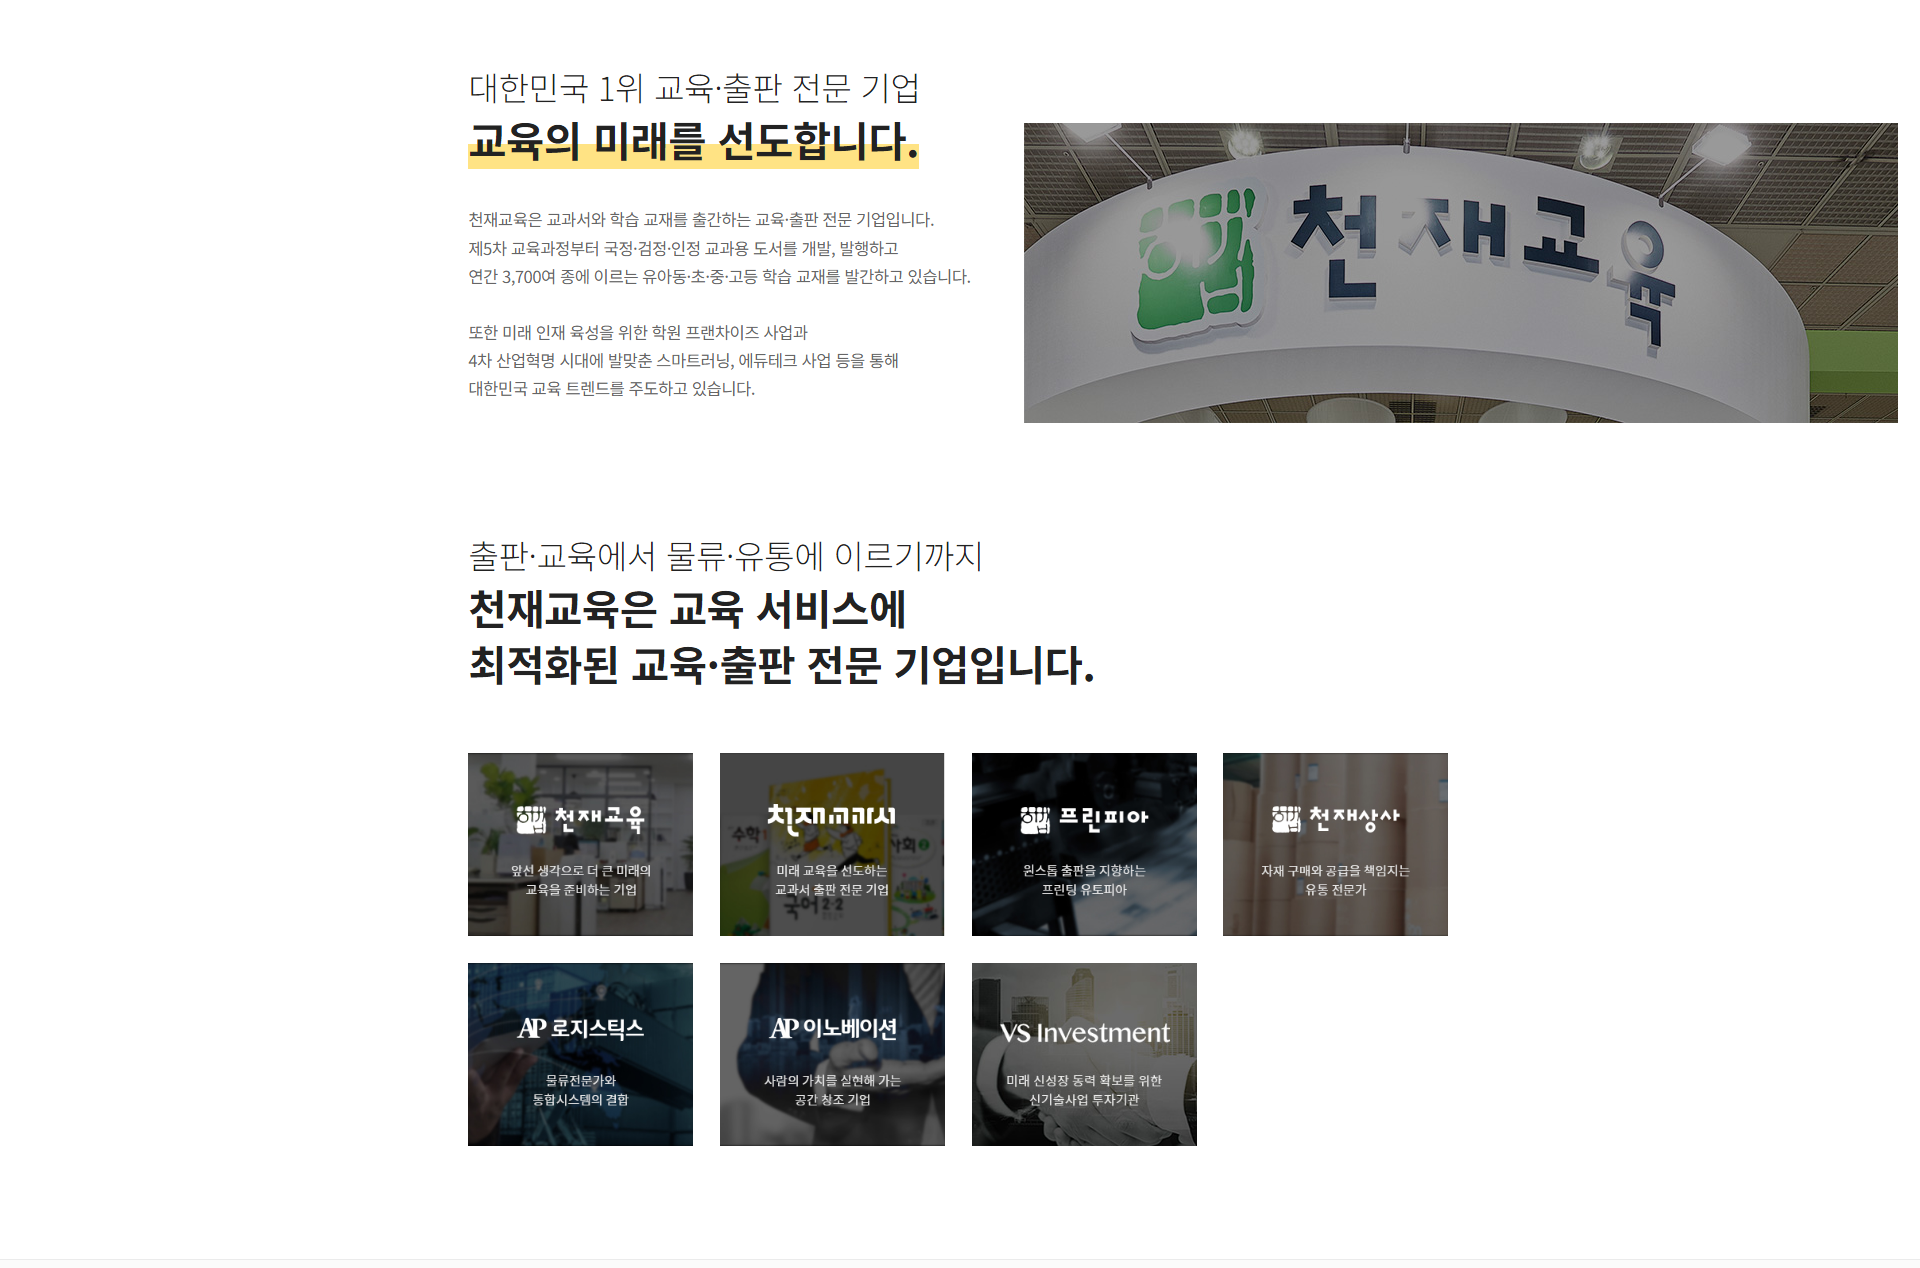 대한민국 1위 교육·출판 전문 기업
교육의 미래를 선도합니다.
천재교육은 교과서와 학습 교재를 출간하는 교육·출판 전문 기업입니다.
제5차 교육과정부터 국정·검정·인정 교과용 도서를 개발, 발행하고
연간 3,700여 종에 이르는 유아동·초·중·고등 학습 교재를 발간하고 있습니다.
또한 미래 인재 육성을 위한 학원 프랜차이즈 사업과
4차 산업혁명 시대에 발맞춘 스마트러닝, 에듀테크 사업 등을 통해
대한민국 교육 트렌드를 주도하고 있습니다.
천재교육
출판·교육에서 물류·유통에 이르기까지
천재교육은 교육 서비스에
최적화된 교육·출판 전문 기업입니다.
천재교육
앞선 생각으로 더 큰 미래의
교육을 준비하는 기업
천재교과서
수학
사회 2
미래 교육을 선도하는
교과서 출판 전문 기업
국어 2-2
프린피아
원스톱 출판을 지향하는
프린팅 유토피아
천재상사
자재 구매와 공급을 책임지는
유통 전문가
AP 로지스틱스
물류전문가와
통합시스템의 결합
AP 이노베이션
사람의 가치를 실현해 가는
공간 창조 기업
VS Investment
미래 신성장 동력 확보를 위한
신기술사업 투자기관